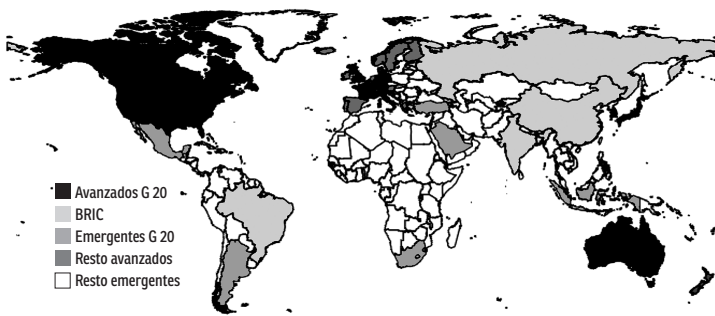 Avanzados G 20
BRIC
Emergentes G 20
Resto avanzados
Resto emergentes